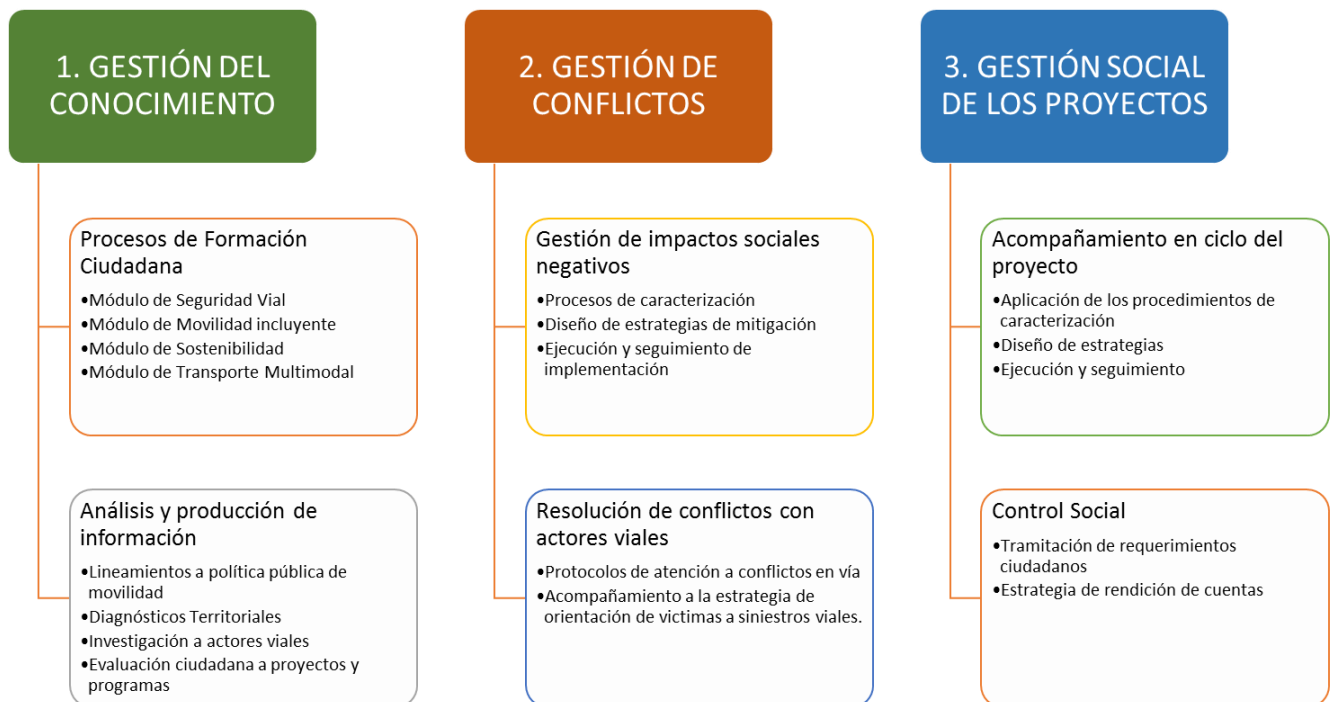 1. GESTIÓN DEL
CONOCIMIENTO
Procesos de Formación
Ciudadana
•Módulo de Seguridad Vial
•Módulo de Movilidad incluyente
•Módulo de Sostenibilidad
•Módulo de Transporte Multimodal
Análisis y producción de
información
•Lineamientos a política pública de
movilidad
•Diagnósticos Territoriales
•Investigación a actores viales
•Evaluación ciudadana a proyectos y
programas
2. GESTIÓN DE
CONFLICTOS
Gestión de impactos sociales
negativos
•Procesos de caracterización
•Diseño de estrategias de mitigación
•Ejecución y seguimiento de
implementación
Resolución de conflictos con
actores viales
•Protocolos de atención a conflictos en vía
•Acompañamiento a la estrategia de
orientación de victimas a siniestros viales.
3. GESTIÓN SOCIAL
DE LOS PROYECTOS
Acompañamiento en ciclo del
proyecto
•Aplicación de los procedimientos de
caracterización
•Diseño de estrategias
•Ejecución y seguimiento
Control Social
•Tramitación de requerimientos
ciudadanos
•Estrategia de rendición de cuentas